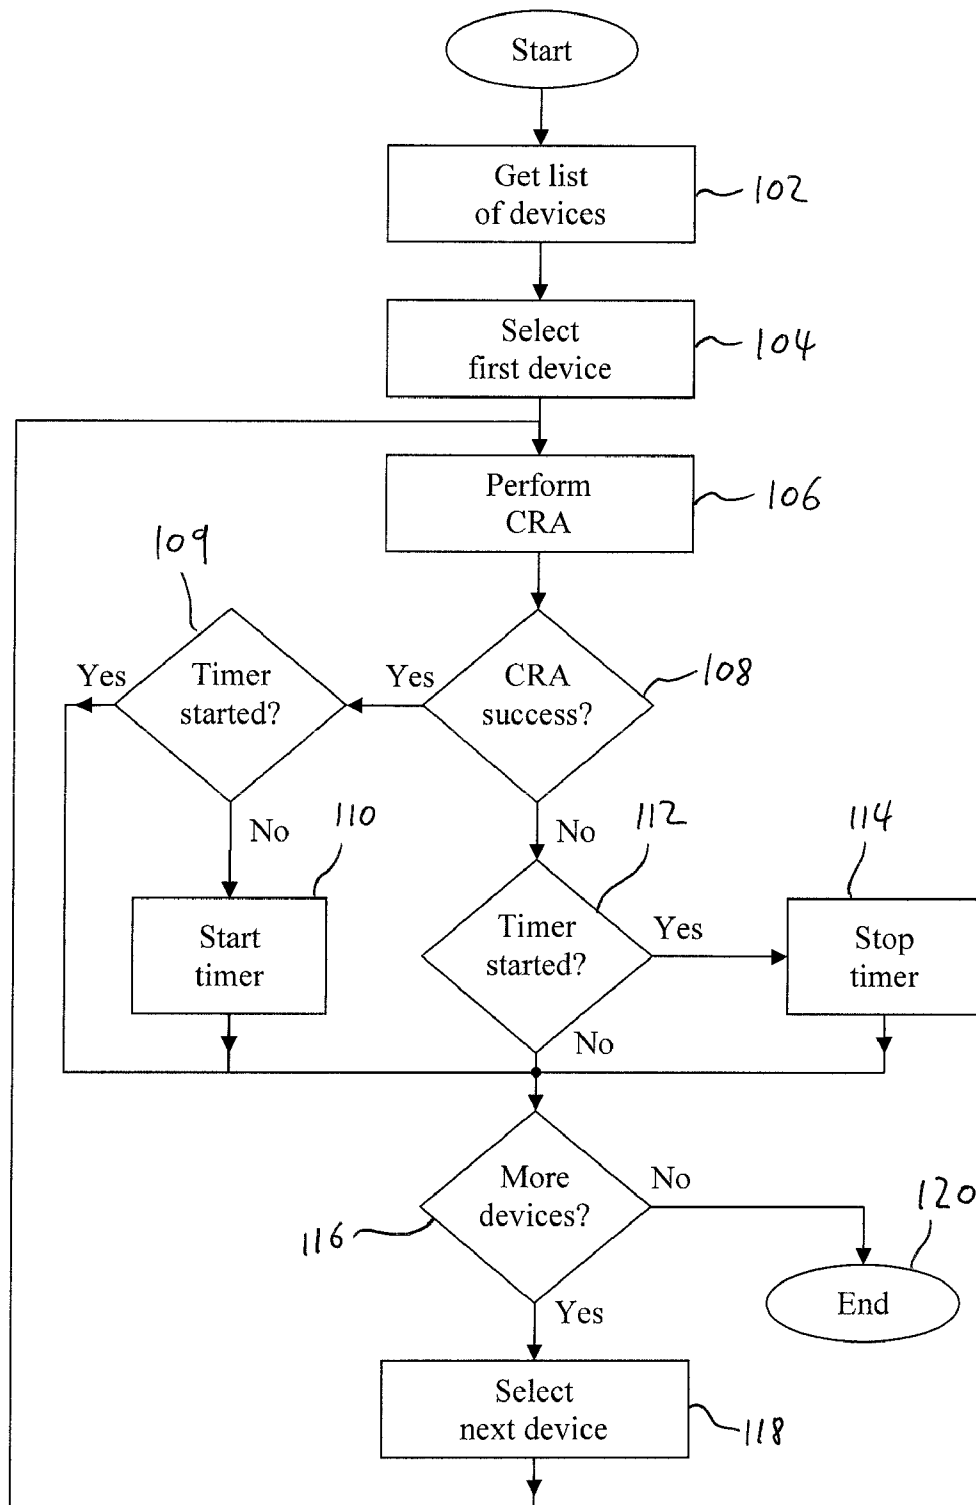 Start
Get list
of devices
102
Select
first device
104
Perform
CRA
106
109
Yes
Timer
started?
Yes
CRA
success?
108
No
110
No
112
114
Start
timer
Timer
started?
Yes
Stop
timer
No
More
devices?
No
116
120
End
Yes
Select
next device
118